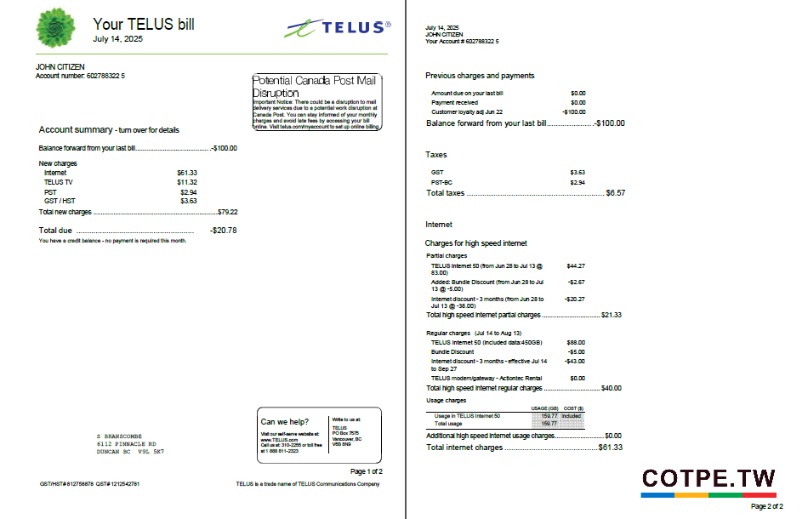 Your TELUS bill
July 14, 2025
TELUS®
JOHN CITIZEN
Account number: 602788322 5
Potential Canada Post Mail
Disruption
Important Notice: There could be a disruption to mail
delivery services due to a potential work disruption at
Canada Post. You can stay informed of your monthly
charges and avoid late fees by accessing your bill
online. Visit telus.com/myaccount to set up online billing.
Account summary - turn over for details
Balance forward from your last bill -$100.00
New charges
Internet $61.33
TELUS TV $11.32
PST $2.94
GST / HST $3.63
Total new charges $79.22
Total due -$20.78
You have a credit balance - no payment is required this month.
Can we help?
Visit our self-serve website at:
www.TELUS.com
Call us at: 310-2255 or toll free
at 1 888 811-2323
Write to us at:
TELUS
PO Box 7575
Vancouver, BC
V6B 8N9
S BRANSCOMBE
6112 PINNACLE RD
DUNCAN BC V9L 5K7
Page 1 of 2
TELUS is a trade name of TELUS Communications Company
July 14, 2025
JOHN CITIZEN
Your Account # 602788322 5
Previous charges and payments
Amount due on your last bill $0.00
Payment received $0.00
Customer loyalty adj Jun 22 -$100.00
Balance forward from your last bill -$100.00
Taxes
GST $3.63
PST-BC $2.94
Total taxes $6.57
Internet
Charges for high speed internet
Partial charges
TELUS Internet 50 (from Jun 28 to Jul 13 @
83.00) $44.27
Added: Bundle Discount (from Jun 28 to Jul
13 @ -5.00) -$2.67
Internet discount - 3 months (from Jun 28 to
Jul 13 @ -38.00) -$20.27
Total high speed internet partial charges $21.33
Regular charges (Jul 14 to Aug 13)
TELUS Internet 50 (included data:450GB) $88.00
Bundle Discount -$5.00
Internet discount - 3 months - effective Jul 14
to Sep 27 -$43.00
TELUS modem/gateway - Actiontec Rental $0.00
Total high speed internet regular charges $40.00
Usage charges
USAGE (GB) COST ($)
Usage in TELUS Internet 50 159.77 included
Total usage 159.77
Additional high speed internet usage charges $0.00
Total internet charges $61.33
COTPE.TW
Page 2 of 2